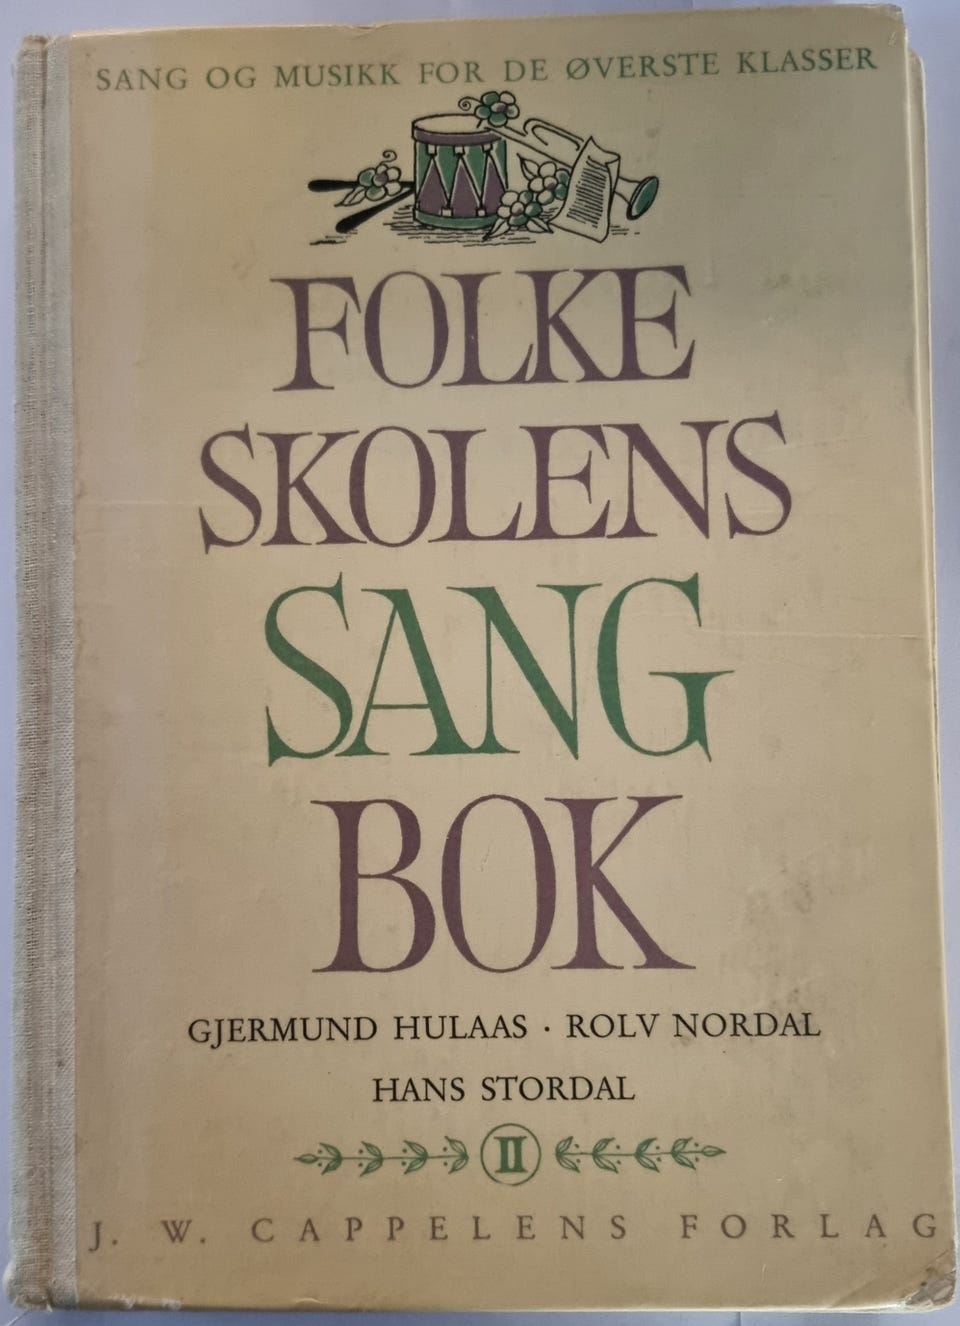 SANG OG MUSIKK FOR DE ØVERSTE KLASSER
FOLKE
SKOLENS
SANG
BOK
GJERMUND HULAAS · ROLV NORDAL
HANS STORDAL
II
J. W. CAPPELENS FORLAG